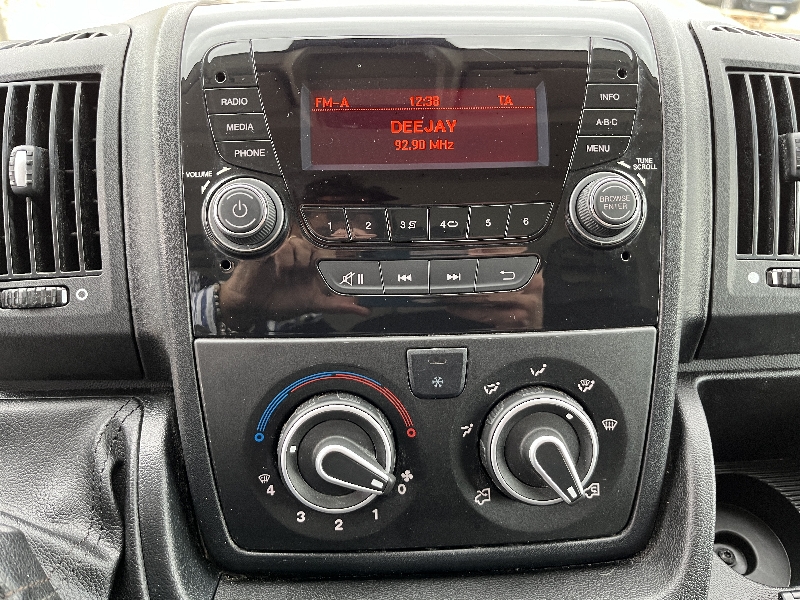 RADIO
MEDIA
PHONE
VOLUME
FM-A 12:38 TA
DEEJAY
92.90 MHz
INFO
A-B-C
MENU
TUNE
SCROLL
BROWSE
ENTER
1 2 3 4 5 6
4 3 2 1 0